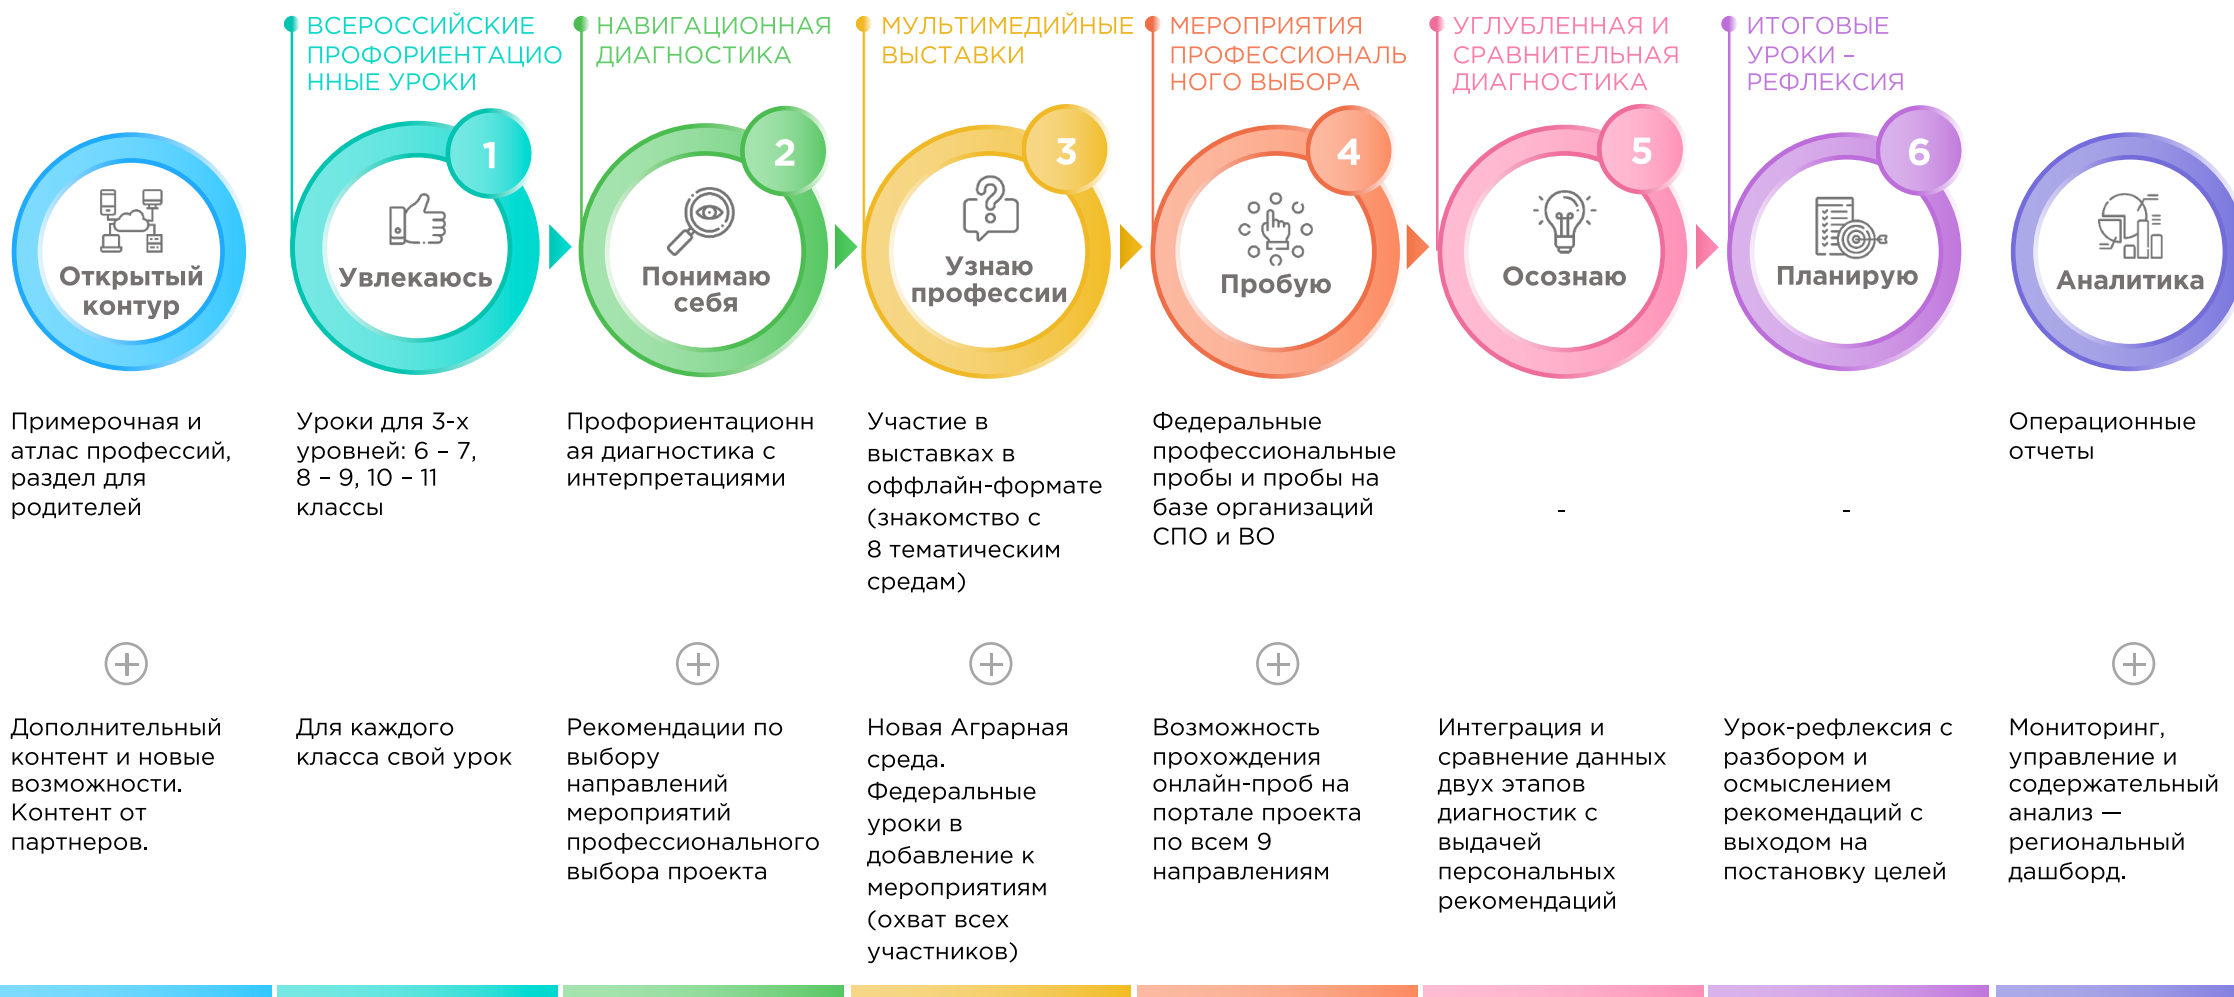 ВСЕРОССИЙСКИЕ
ПРОФОРИЕНТАЦИО
ННЫЕ УРОКИ
НАВИГАЦИОННАЯ
ДИАГНОСТИКА
МУЛЬТИМЕДИЙНЫЕ
ВЫСТАВКИ
МЕРОПРИЯТИЯ
ПРОФЕССИОНАЛЬ
НОГО ВЫБОРА
УГЛУБЛЕННАЯ И
СРАВНИТЕЛЬНАЯ
ДИАГНОСТИКА
ИТОГОВЫЕ
УРОКИ –
РЕФЛЕКСИЯ
Открытый
контур
1
Увлекаюсь
2
Понимаю
себя
3
Узнаю
профессии
4
Пробую
5
Осознаю
6
Планирую
Аналитика
Примерочная и
атлас профессий,
раздел для
родителей
Уроки для 3-х
уровней: 6 – 7,
8 – 9, 10 – 11
классы
Профориентационн
ая диагностика с
интерпретациями
Участие в
выставках в
оффлайн-формате
(знакомство с
8 тематическим
средам)
Федеральные
профессиональные
пробы и пробы на
базе организаций
СПО и ВО
-
-
Операционные
отчеты
Дополнительный
контент и новые
возможности.
Контент от
партнеров.
Для каждого
класса свой урок
Рекомендации по
выбору
направлений
мероприятий
профессионального
выбора проекта
Новая Аграрная
среда.
Федеральные
уроки в
добавление к
мероприятиям
(охват всех
участников)
Возможность
прохождения
онлайн-проб на
портале проекта
по всем 9
направлениям
Интеграция и
сравнение данных
двух этапов
диагностик с
выдачей
персональных
рекомендаций
Урок-рефлексия с
разбором и
осмыслением
рекомендаций с
выходом на
постановку целей
Мониторинг,
управление и
содержательный
анализ —
региональный
дашборд.